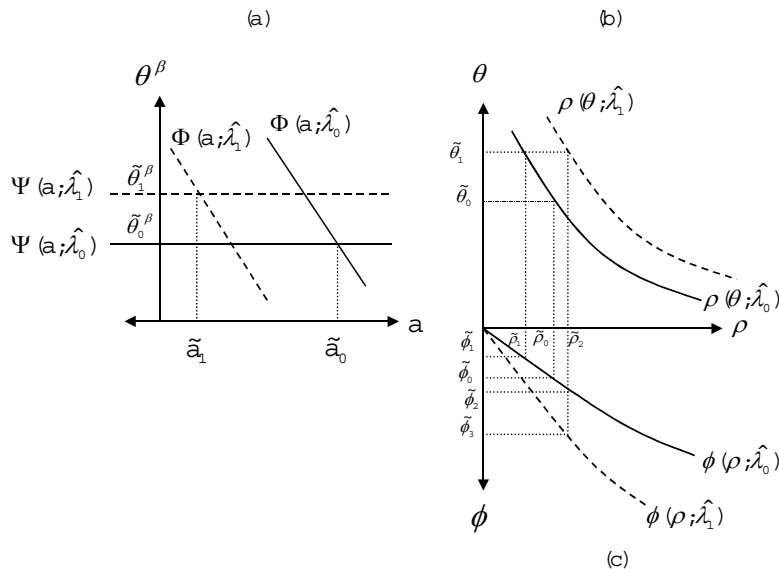 (a)
(b)
θ^β
θ
Φ(a;λ̂₁)
Φ(a;λ̂₀)
ρ(θ;λ̂₁)
Ψ(a;λ̂₁)
θ̃₁^β
θ̃₁
Ψ(a;λ̂₀)
θ̃₀^β
θ̃₀
ρ(θ;λ̂₀)
a
ã₁
ã₀
ρ
ρ̃₁
ρ̃₀
ρ̃₂
φ̃₁
φ̃₀
φ̃₂
φ̃₃
ϕ(ρ;λ̂₀)
ϕ(ρ;λ̂₁)
ϕ
(c)